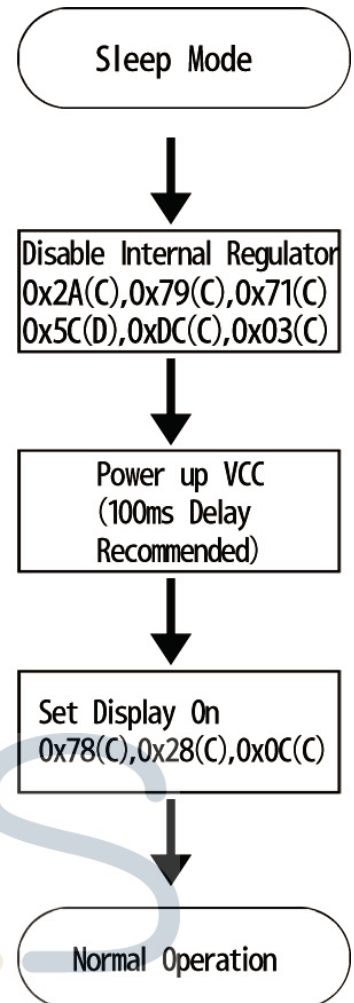 Sleep Mode
Disable Internal Regulator
0x2A(C),0x79(C),0x71(C)
0x5C(D),0xDC(C),0x03(C)
Power up VCC
(100ms Delay
Recommended)
Set Display On
0x78(C),0x28(C),0x0C(C)
Normal Operation